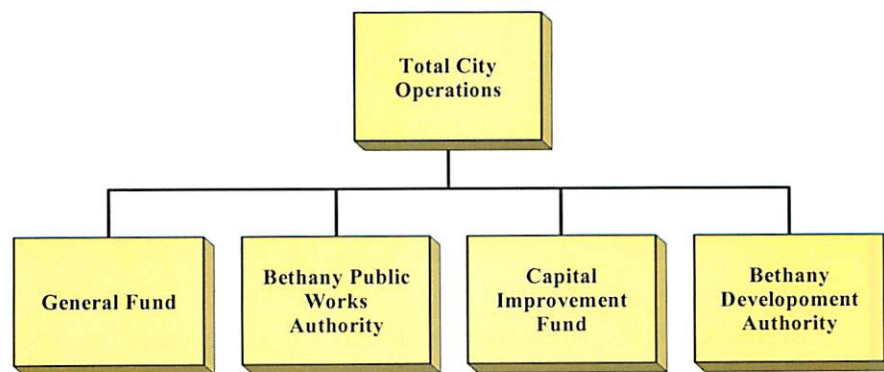 Total City
Operations
General Fund
Bethany Public
Works
Authority
Capital
Improvement
Fund
Bethany
Developoment
Authority